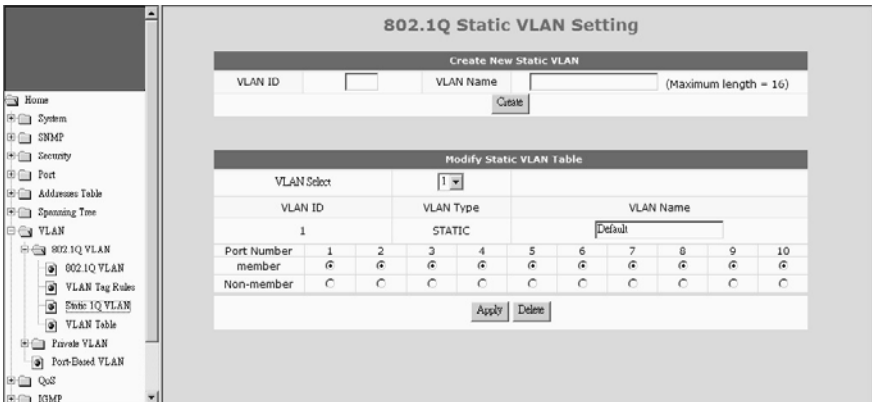 Home
System
SNMP
Security
Port
Addresses Table
Spanning Tree
VLAN
802.1Q VLAN
802.1Q VLAN
VLAN Tag Rules
Static 1Q VLAN
VLAN Table
Private VLAN
Port-Based VLAN
QoS
IGMP
802.1Q Static VLAN Setting
Create New Static VLAN
VLAN ID VLAN Name (Maximum length = 16)
Create
Modify Static VLAN Table
VLAN Select 1
VLAN ID VLAN Type VLAN Name
1 STATIC Default
Port Number 1 2 3 4 5 6 7 8 9 10
member
Non-member
Apply Delete